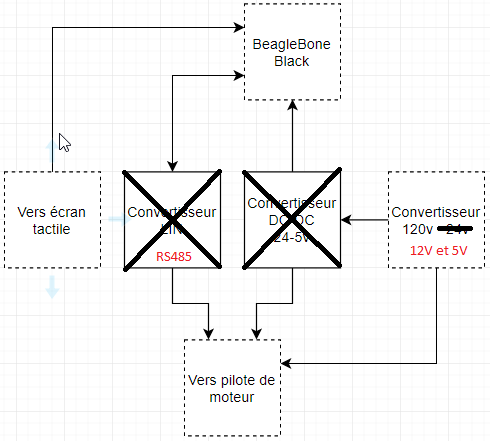 BeagleBone
Black
Vers écran
tactile
Convertisseur
LIN
RS485
Convertisseur
DC-DC
24-5v
Convertisseur
120v - 24v
12V et 5V
Vers pilote de
moteur